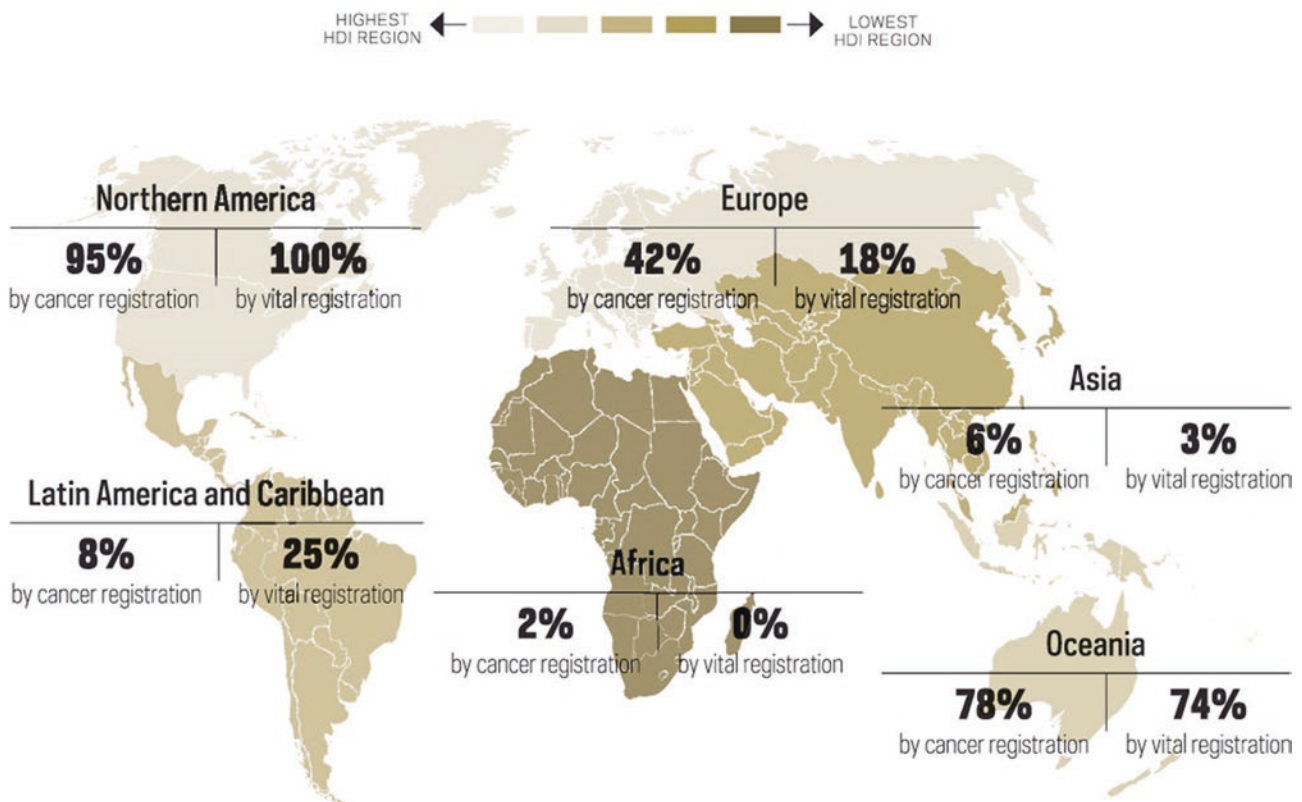 HIGHEST
HDI REGION
LOWEST
HDI REGION
Northern America
95%
by cancer registration
100%
by vital registration
Europe
42%
by cancer registration
18%
by vital registration
Asia
6%
by cancer registration
3%
by vital registration
Latin America and Caribbean
8%
by cancer registration
25%
by vital registration
Africa
2%
by cancer registration
0%
by vital registration
Oceania
78%
by cancer registration
74%
by vital registration